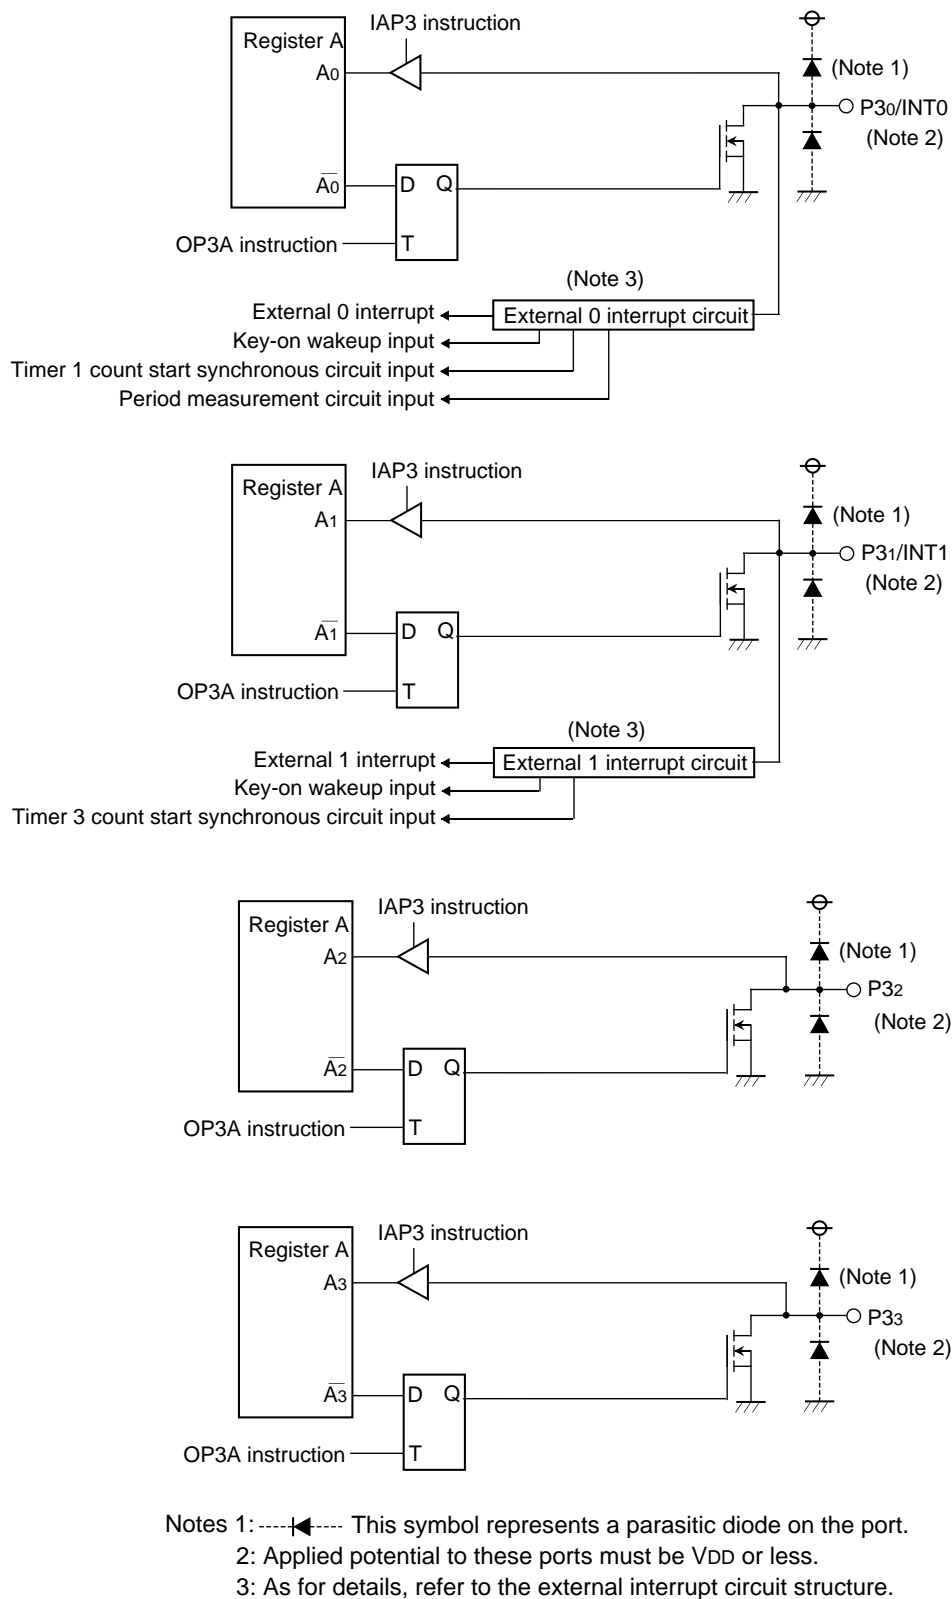 IAP3 instruction
Register A
A0
(Note 1)
P30/INT0
(Note 2)
A̅0̅
D Q
OP3A instruction
T
(Note 3)
External 0 interrupt
External 0 interrupt circuit
Key-on wakeup input
Timer 1 count start synchronous circuit input
Period measurement circuit input
IAP3 instruction
Register A
A1
(Note 1)
P31/INT1
(Note 2)
A̅1̅
D Q
OP3A instruction
T
(Note 3)
External 1 interrupt
External 1 interrupt circuit
Key-on wakeup input
Timer 3 count start synchronous circuit input
IAP3 instruction
Register A
A2
(Note 1)
P32
(Note 2)
A̅2̅
D Q
OP3A instruction
T
IAP3 instruction
Register A
A3
(Note 1)
P33
(Note 2)
A̅3̅
D Q
OP3A instruction
T
Notes 1: This symbol represents a parasitic diode on the port.
2: Applied potential to these ports must be VDD or less.
3: As for details, refer to the external interrupt circuit structure.